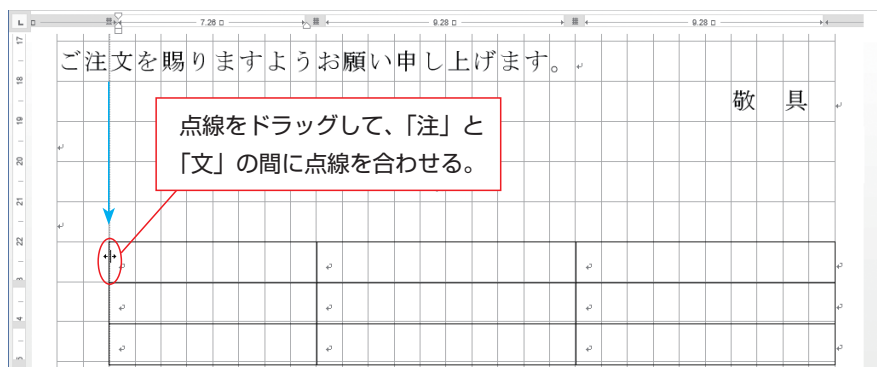 L 7.26 9.28 9.28
17
ご注文を賜りますようお願い申し上げます。
18
敬 具
19
点線をドラッグして、「注」と
「文」の間に点線を合わせる。
20
21
22
4